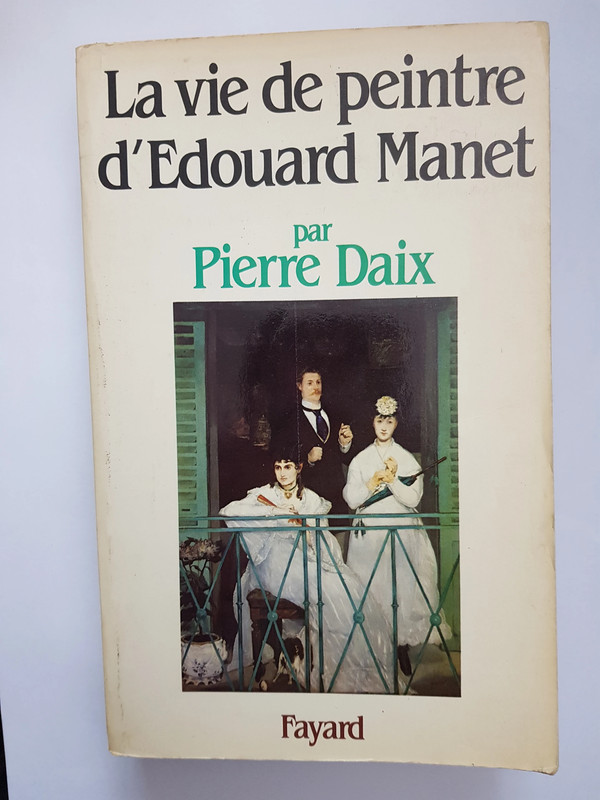 La vie de peintre
d'Edouard Manet
par
Pierre Daix
Fayard